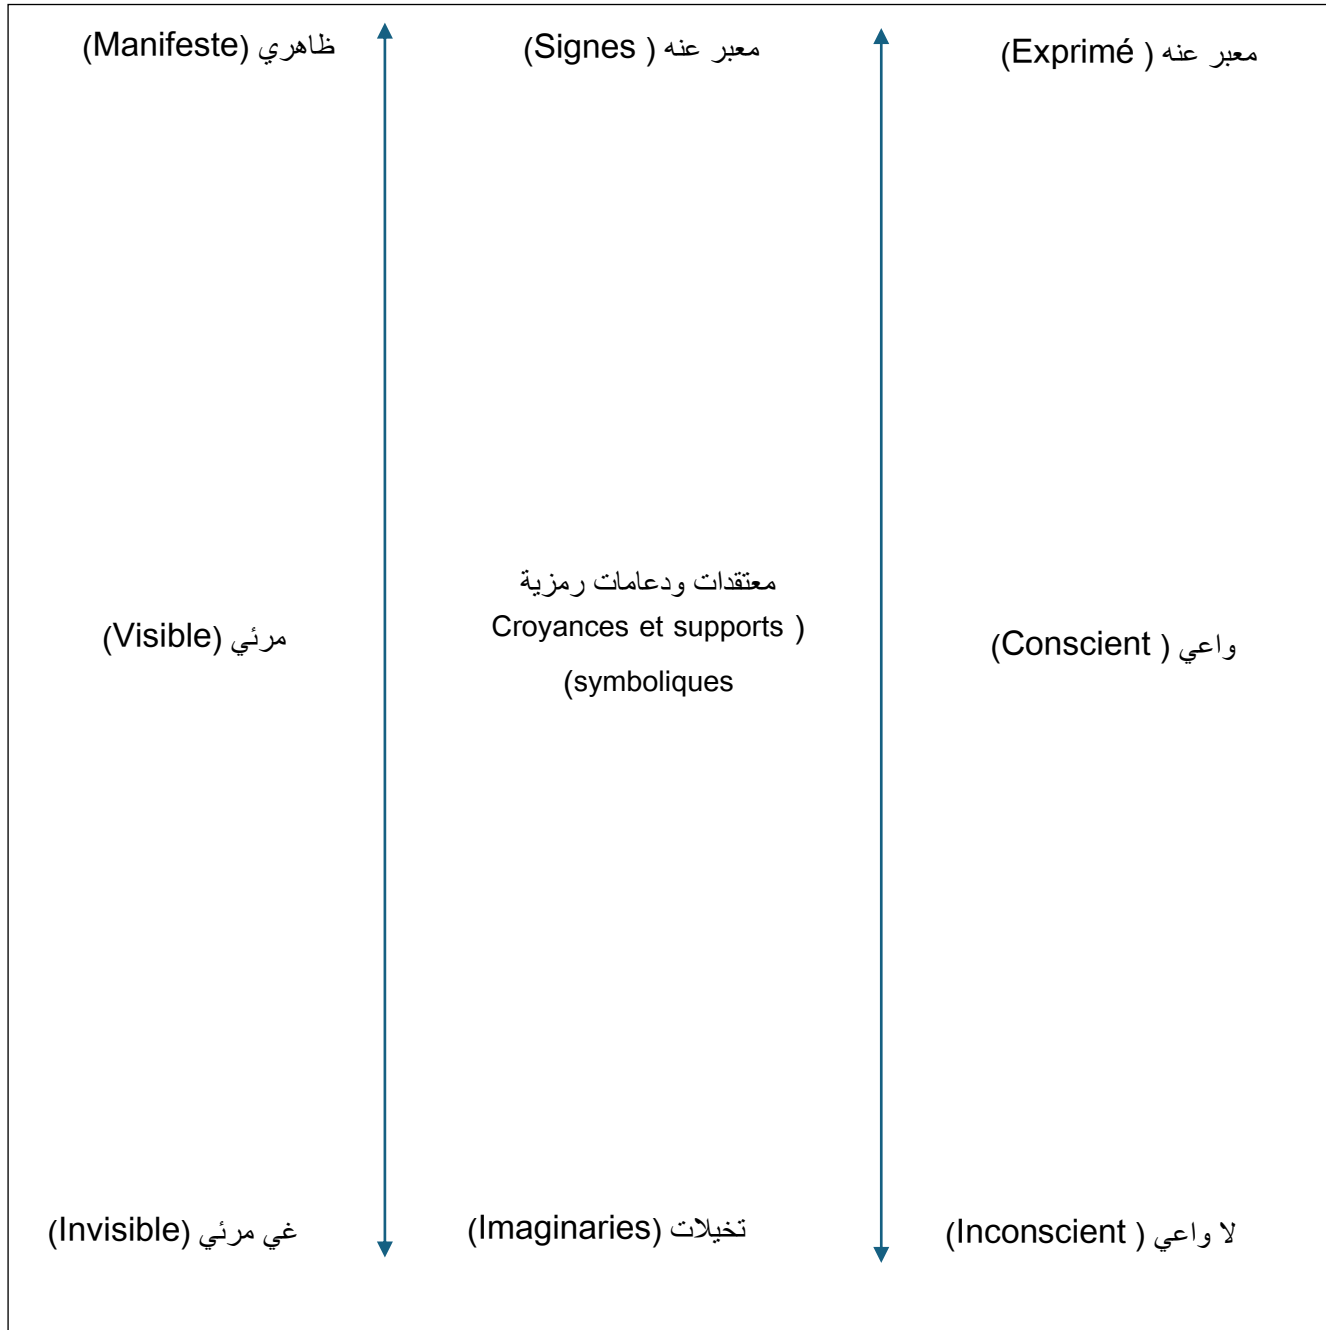 ظاهري (Manifeste)
معبر عنه ( Signes)
معبر عنه ( Exprimé)
معتقدات ودعامات رمزية
( Croyances et supports
symboliques)
مرئي (Visible)
واعي ( Conscient)
غي مرئي (Invisible)
تخيلات (Imaginaries)
لا واعي ( Inconscient)